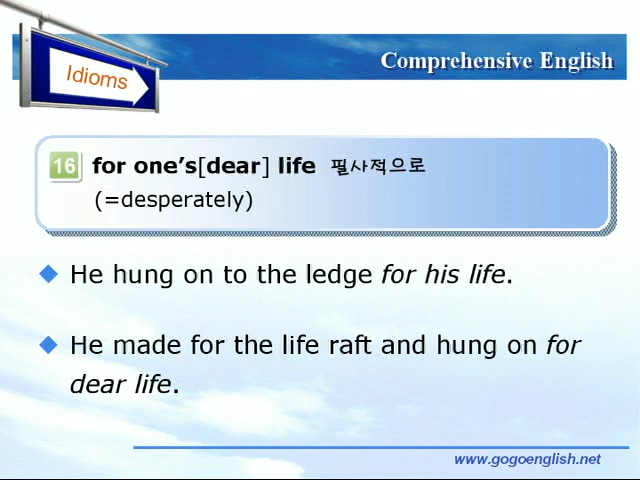 Idioms
Comprehensive English
16 for one's[dear] life 필사적으로
(=desperately)
He hung on to the ledge for his life.
He made for the life raft and hung on for
dear life.
www.gogoenglish.net